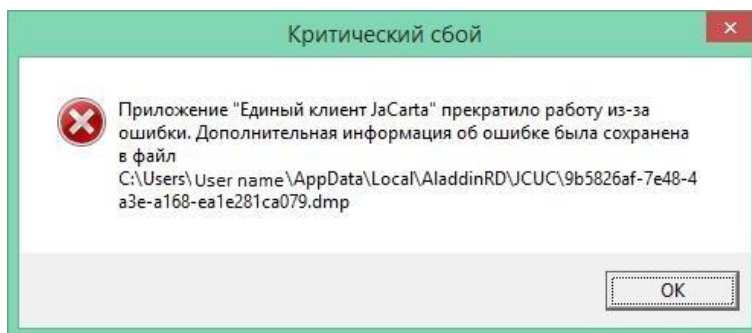 Критический сбой
Приложение "Единый клиент JaCarta" прекратило работу из-за
ошибки. Дополнительная информация об ошибке была сохранена
в файл
C:\Users\User name\AppData\Local\AladdinRD\JCUC\9b5826af-7e48-4
a3e-a168-ea1e281ca079.dmp
OK